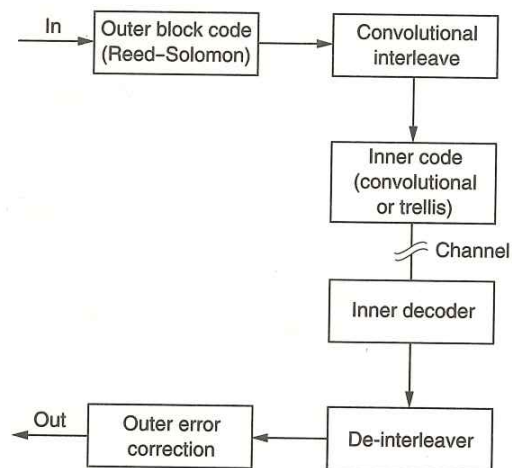 In
Outer block code
(Reed–Solomon)
Convolutional
interleave
Inner code
(convolutional
or trellis)
Channel
Inner decoder
De-interleaver
Outer error
correction
Out